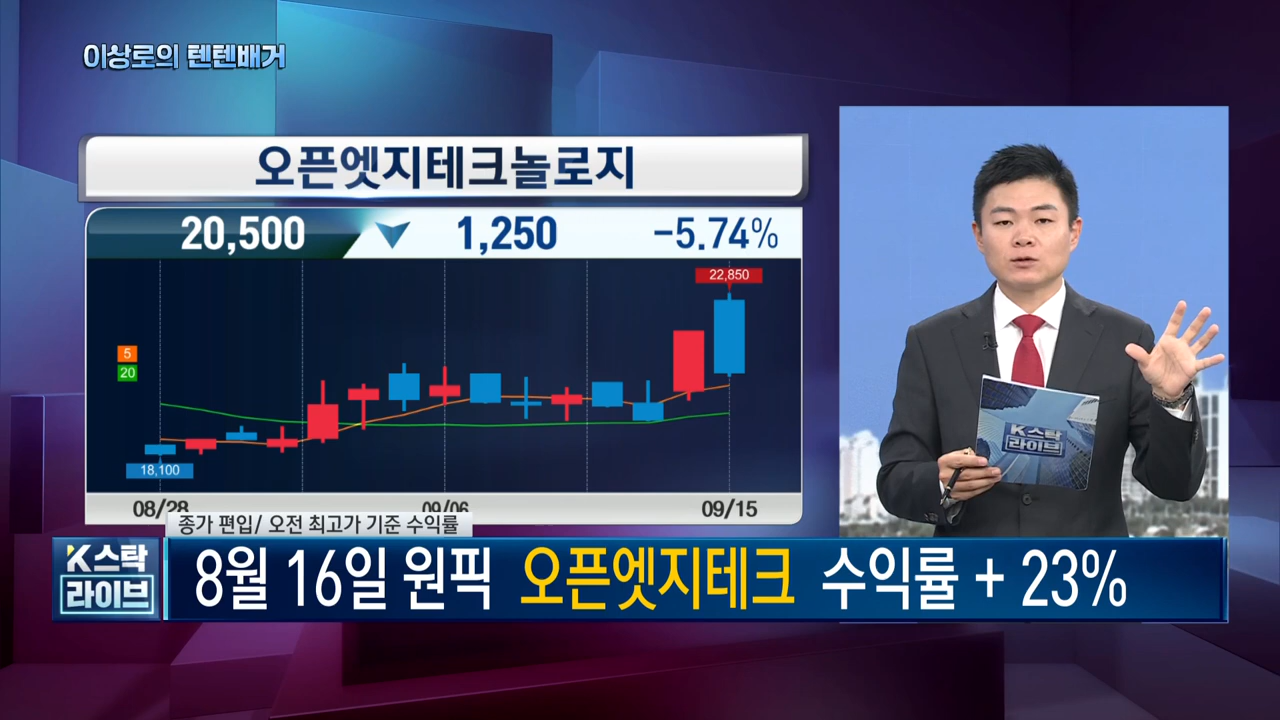 이상로의 텐텐배거
오픈엣지테크놀로지
20,500 1,250 -5.74%
22,850
5
20
18,100
08/28 09/06 09/15
종가 편입/ 오전 최고가 기준 수익률
K스탁
라이브
K스탁 라이브
8월 16일 원픽 오픈엣지테크 수익률 + 23%